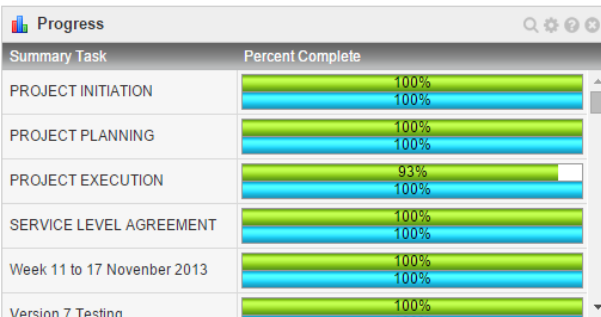 Progress
Summary Task Percent Complete
PROJECT INITIATION 100%
100%
PROJECT PLANNING 100%
100%
PROJECT EXECUTION 93%
100%
SERVICE LEVEL AGREEMENT 100%
100%
Week 11 to 17 Novenber 2013 100%
100%
Version 7 Testing 100%